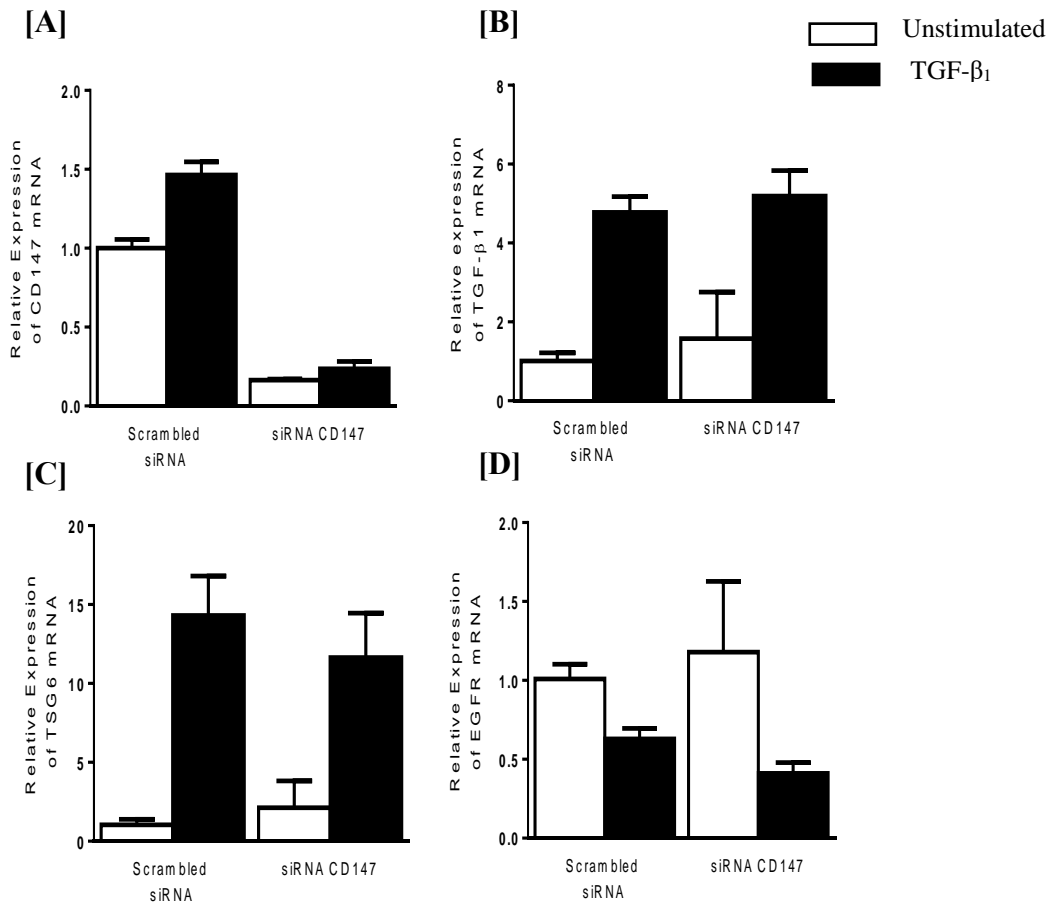 [A]
[B]
Unstimulated
TGF-β₁
Relative Expression
of CD147 mRNA
2.0
1.5
1.0
0.5
0.0
Scrambled
siRNA
siRNA CD147
Relative expression
of TGF-β1 mRNA
8
6
4
2
0
Scrambled
siRNA
siRNA CD147
[C]
[D]
Relative Expression
of TSG6 mRNA
20
15
10
5
0
Scrambled
siRNA
siRNA CD147
Relative Expression
of EGFR mRNA
2.0
1.5
1.0
0.5
0.0
Scrambled
siRNA
siRNA CD147